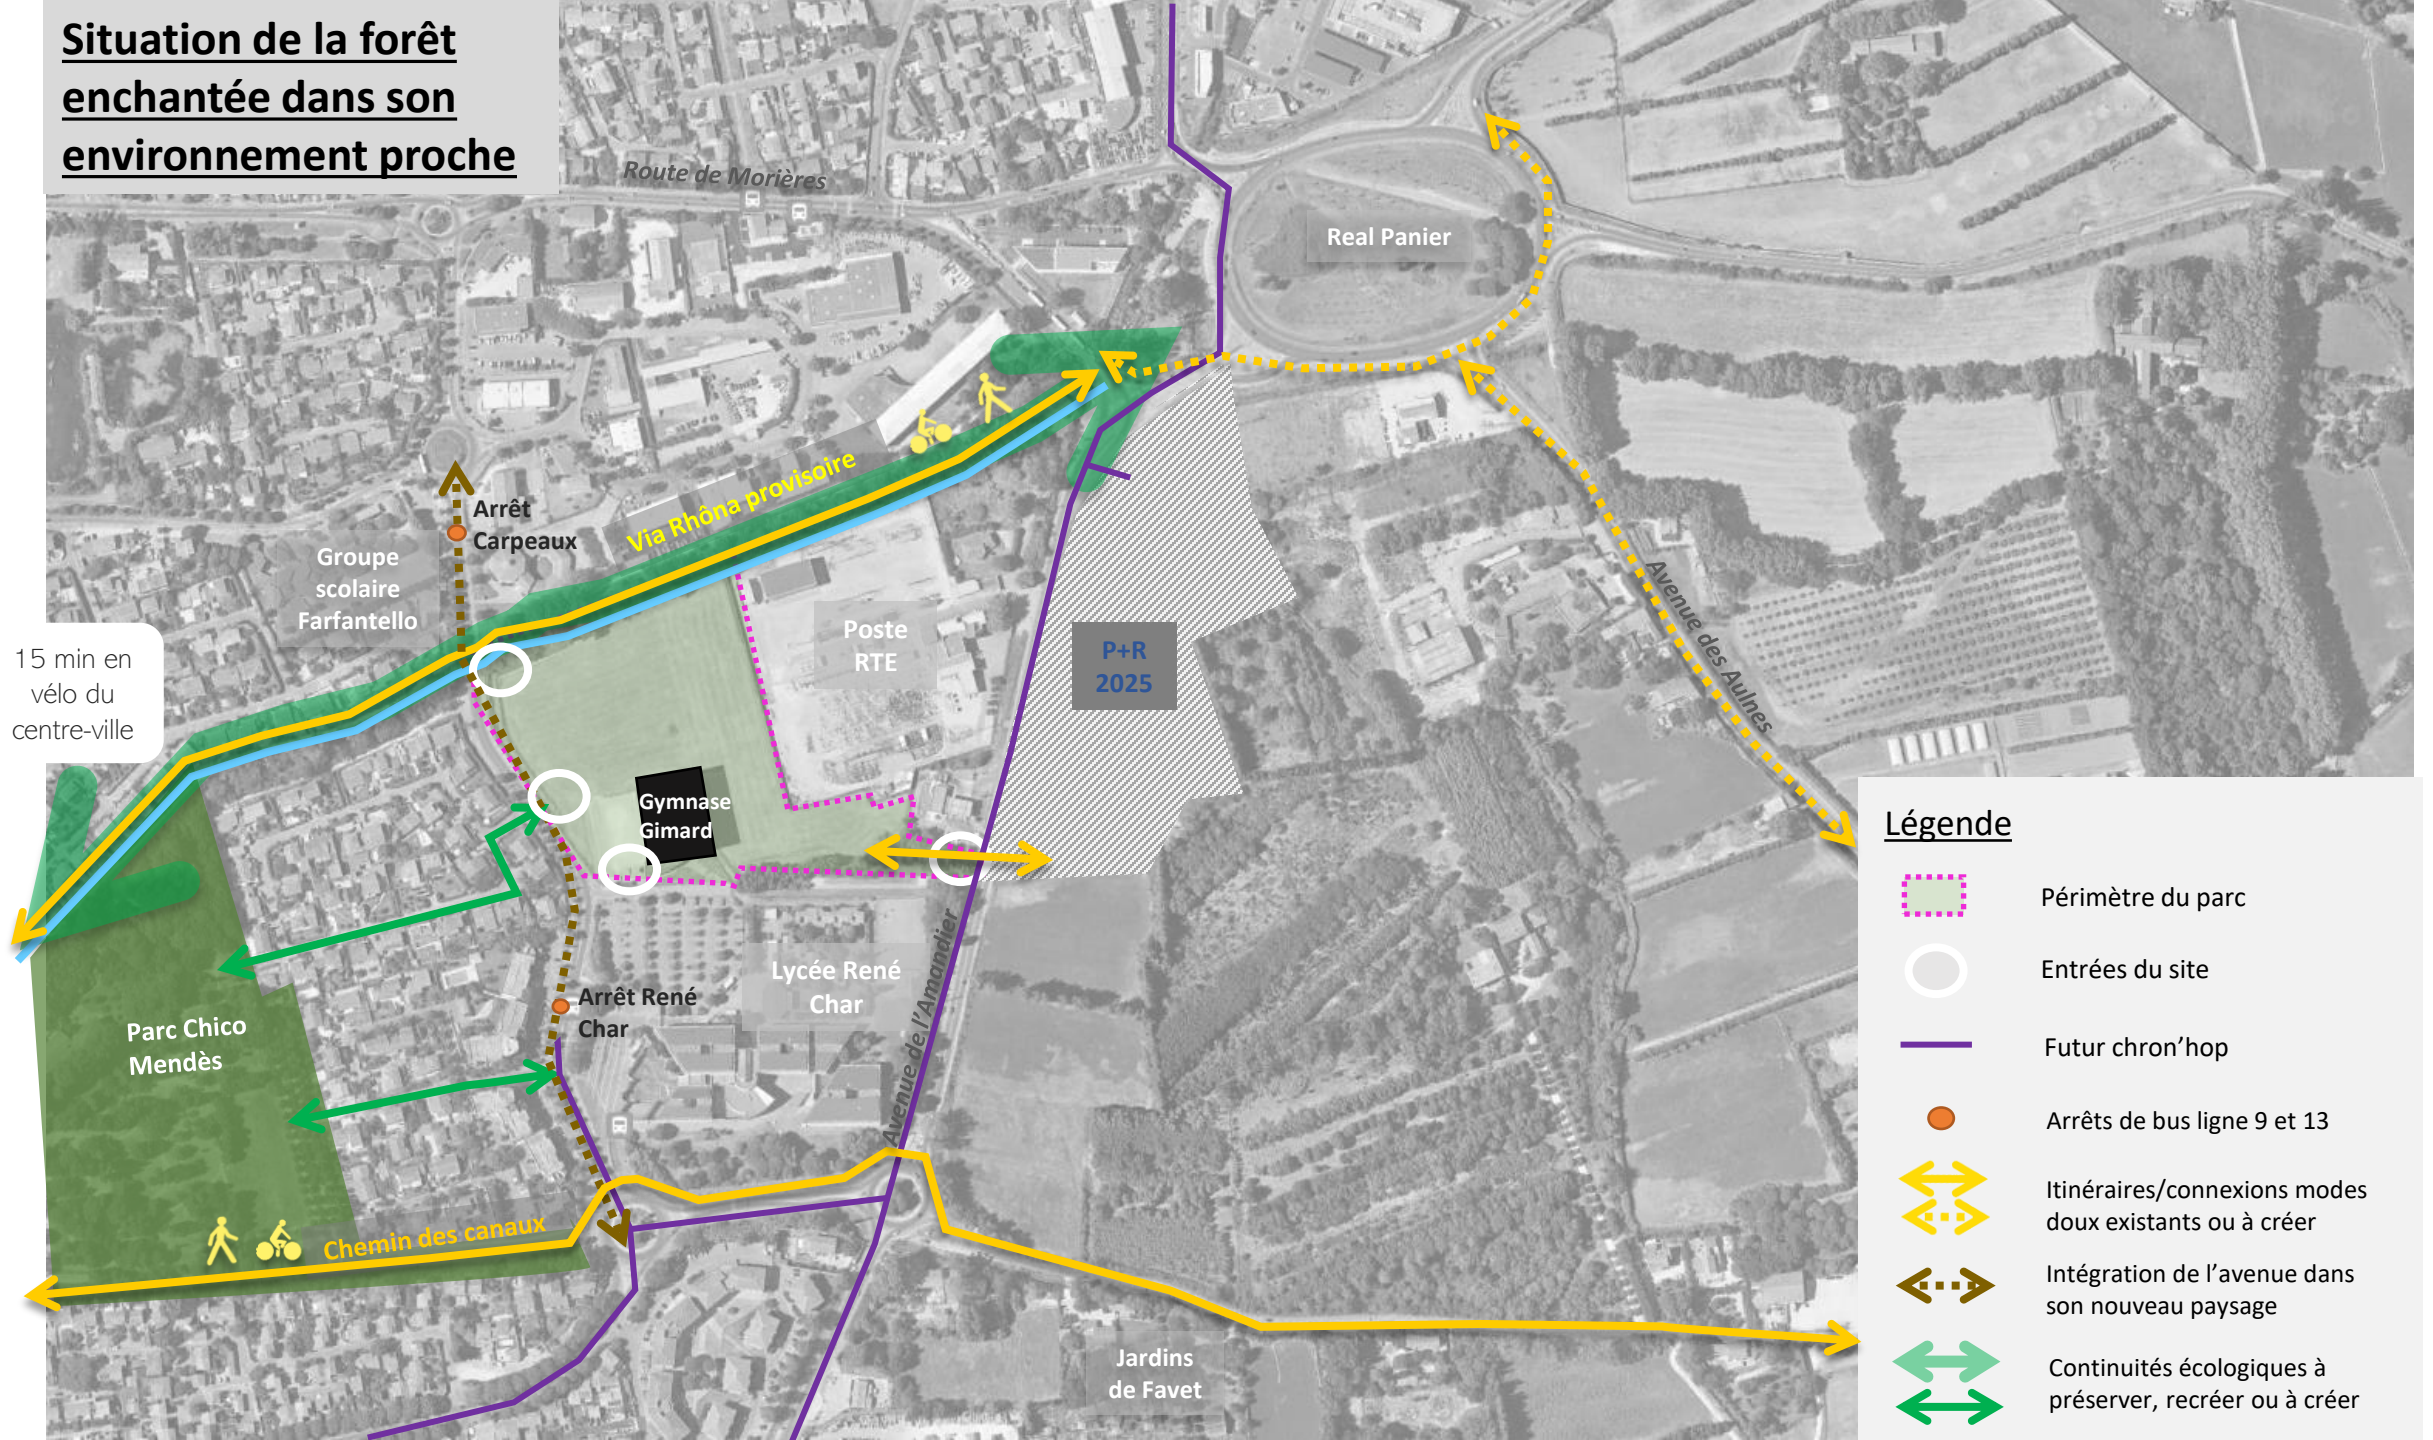 Situation de la forêt
enchantée dans son
environnement proche
Route de Morières
Real Panier
Via Rhôna provisoire
Arrêt
Carpeaux
Groupe
scolaire
Farfantello
Poste
RTE
P+R
2025
Avenue des Aulnes
15 min en
vélo du
centre-ville
Gymnase
Gimard
Lycée René
Char
Avenue de l'Amandier
Arrêt René
Char
Parc Chico
Mendès
Chemin des canaux
Jardins
de Favet
Légende
Périmètre du parc
Entrées du site
Futur chron’hop
Arrêts de bus ligne 9 et 13
Itinéraires/connexions modes
doux existants ou à créer
Intégration de l’avenue dans
son nouveau paysage
Continuités écologiques à
préserver, recréer ou à créer